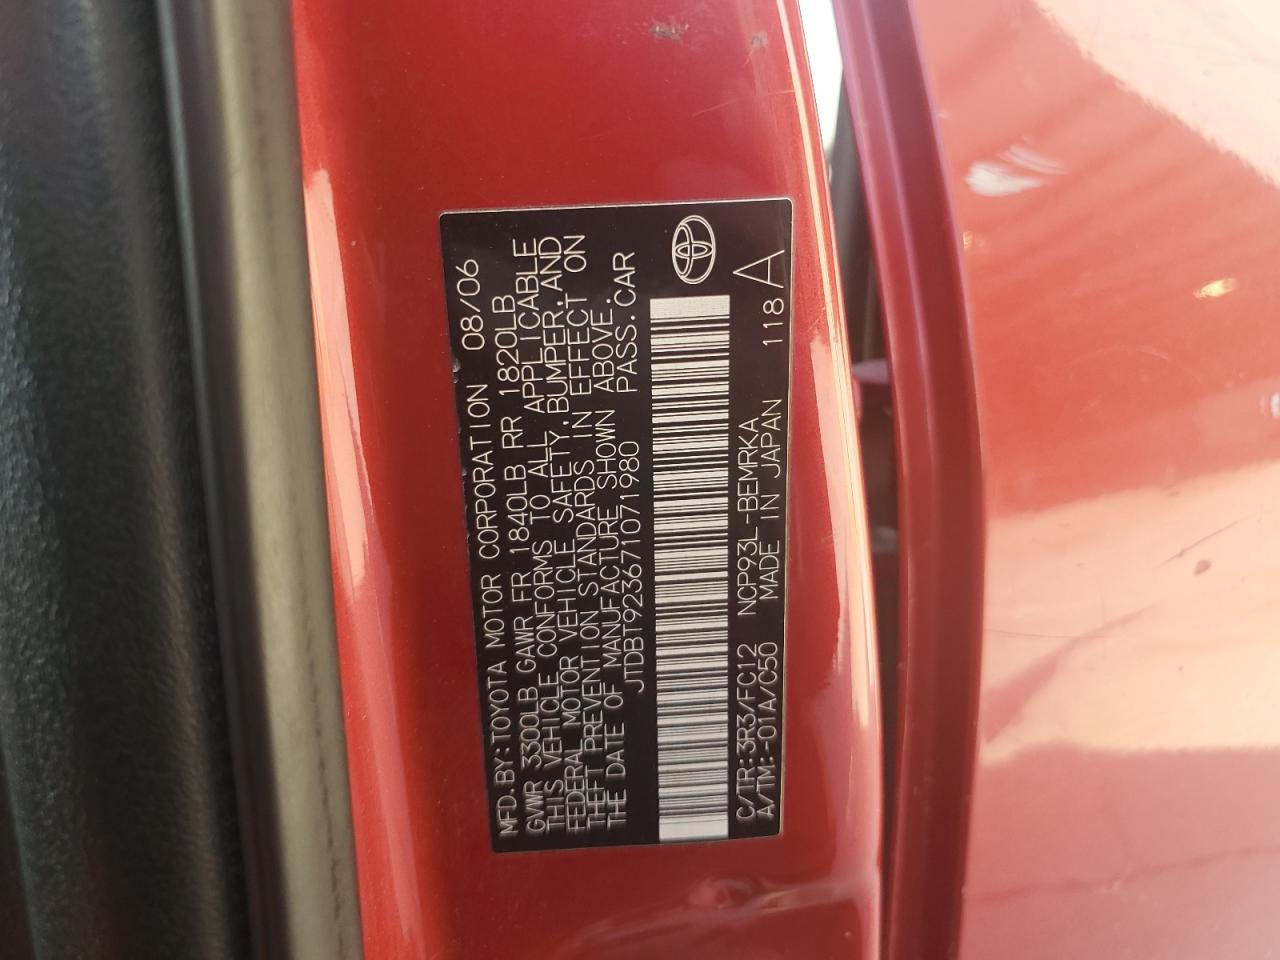 MFD. BY: TOYOTA MOTOR CORPORATION 08/06
GVWR 3300LB GAWR FR 1840LB RR 1820LB
THIS VEHICLE CONFORMS TO ALL APPLICABLE
FEDERAL MOTOR VEHICLE SAFETY, BUMPER, AND
THEFT PREVENTION STANDARDS IN EFFECT ON
THE DATE OF MANUFACTURE SHOWN ABOVE.
JTDBT923671071980 PASS. CAR
C/TR: 3R3/FC12 NCP93L-BEMRKA
A/TM: -01A/C50 MADE IN JAPAN 118 A